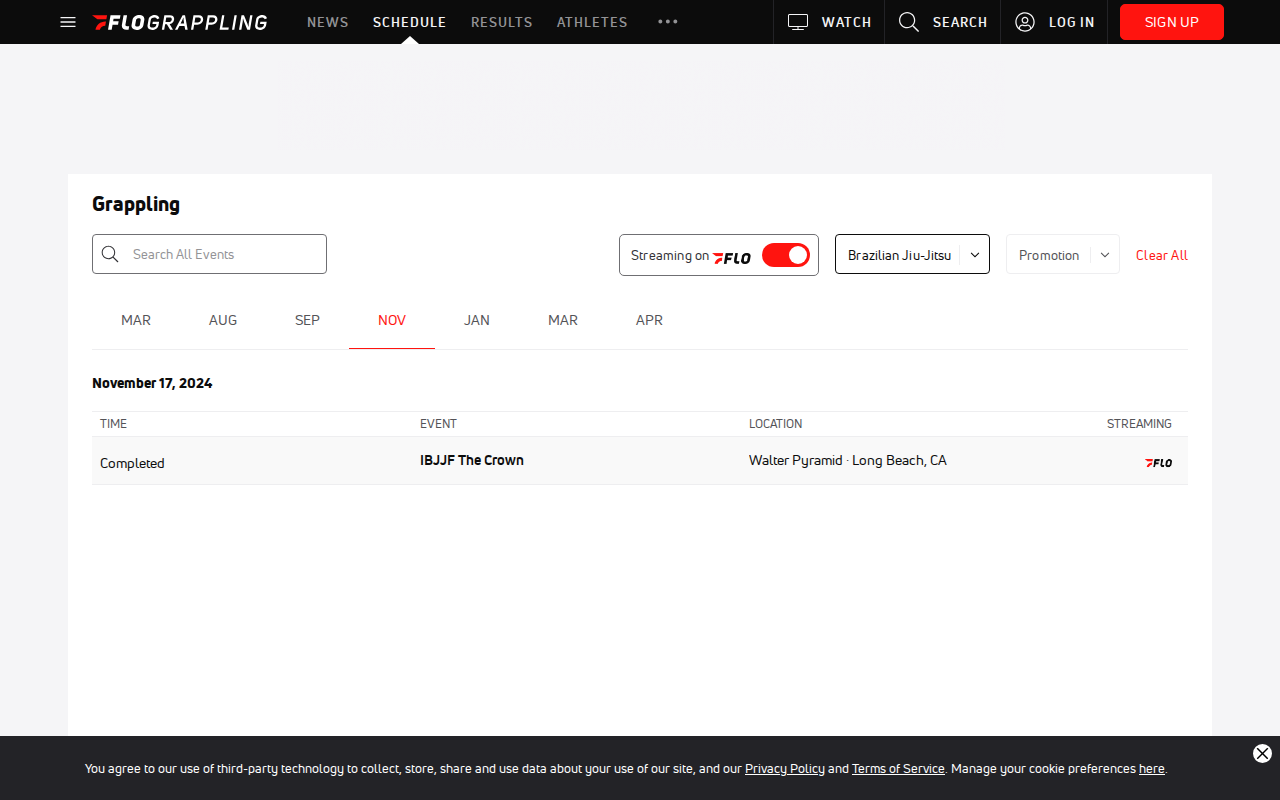 FLOGRAPPLING NEWS SCHEDULE RESULTS ATHLETES WATCH SEARCH LOG IN SIGN UP
Grappling
Search All Events Streaming on FLO Brazilian Jiu-Jitsu Promotion Clear All
MAR AUG SEP NOV JAN MAR APR
November 17, 2024
TIME EVENT LOCATION STREAMING
Completed IBJJF The Crown Walter Pyramid · Long Beach, CA FLO
You agree to our use of third-party technology to collect, store, share and use data about your use of our site, and our Privacy Policy and Terms of Service. Manage your cookie preferences here.